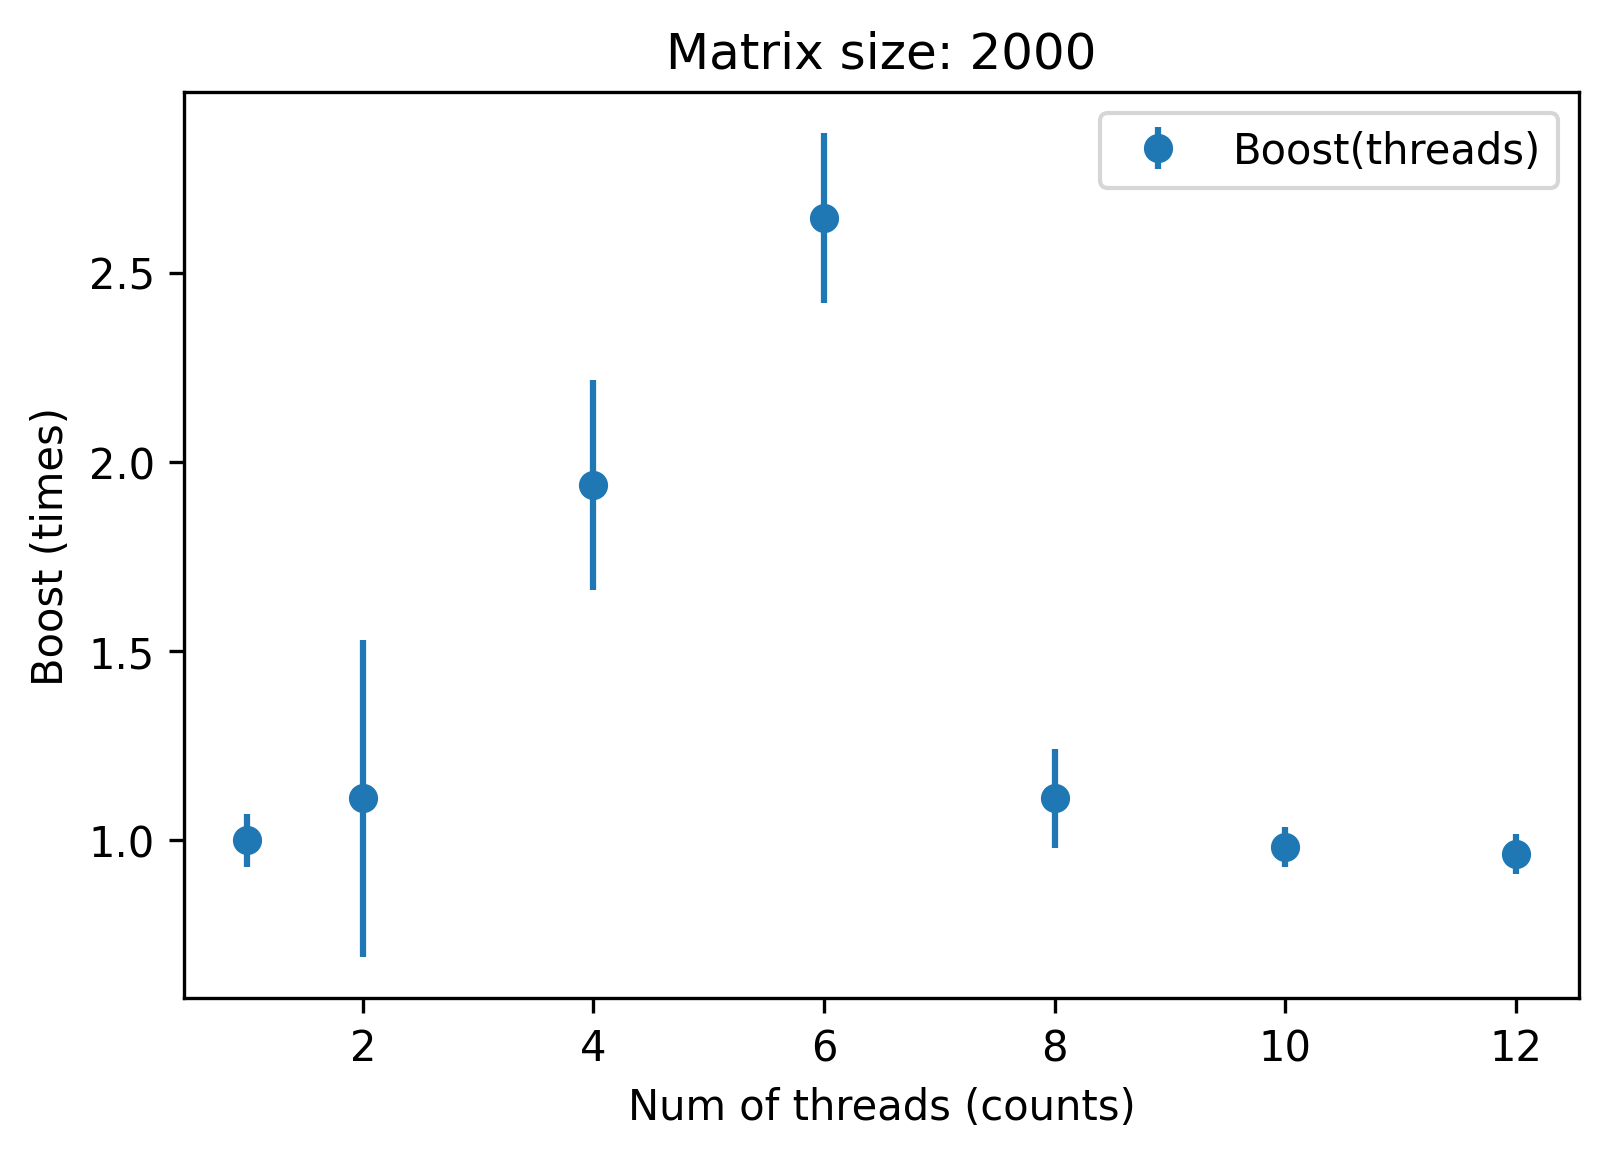 Matrix size: 2000
Boost(threads)
Boost (times)
2.5
2.0
1.5
1.0
2 4 6 8 10 12
Num of threads (counts)